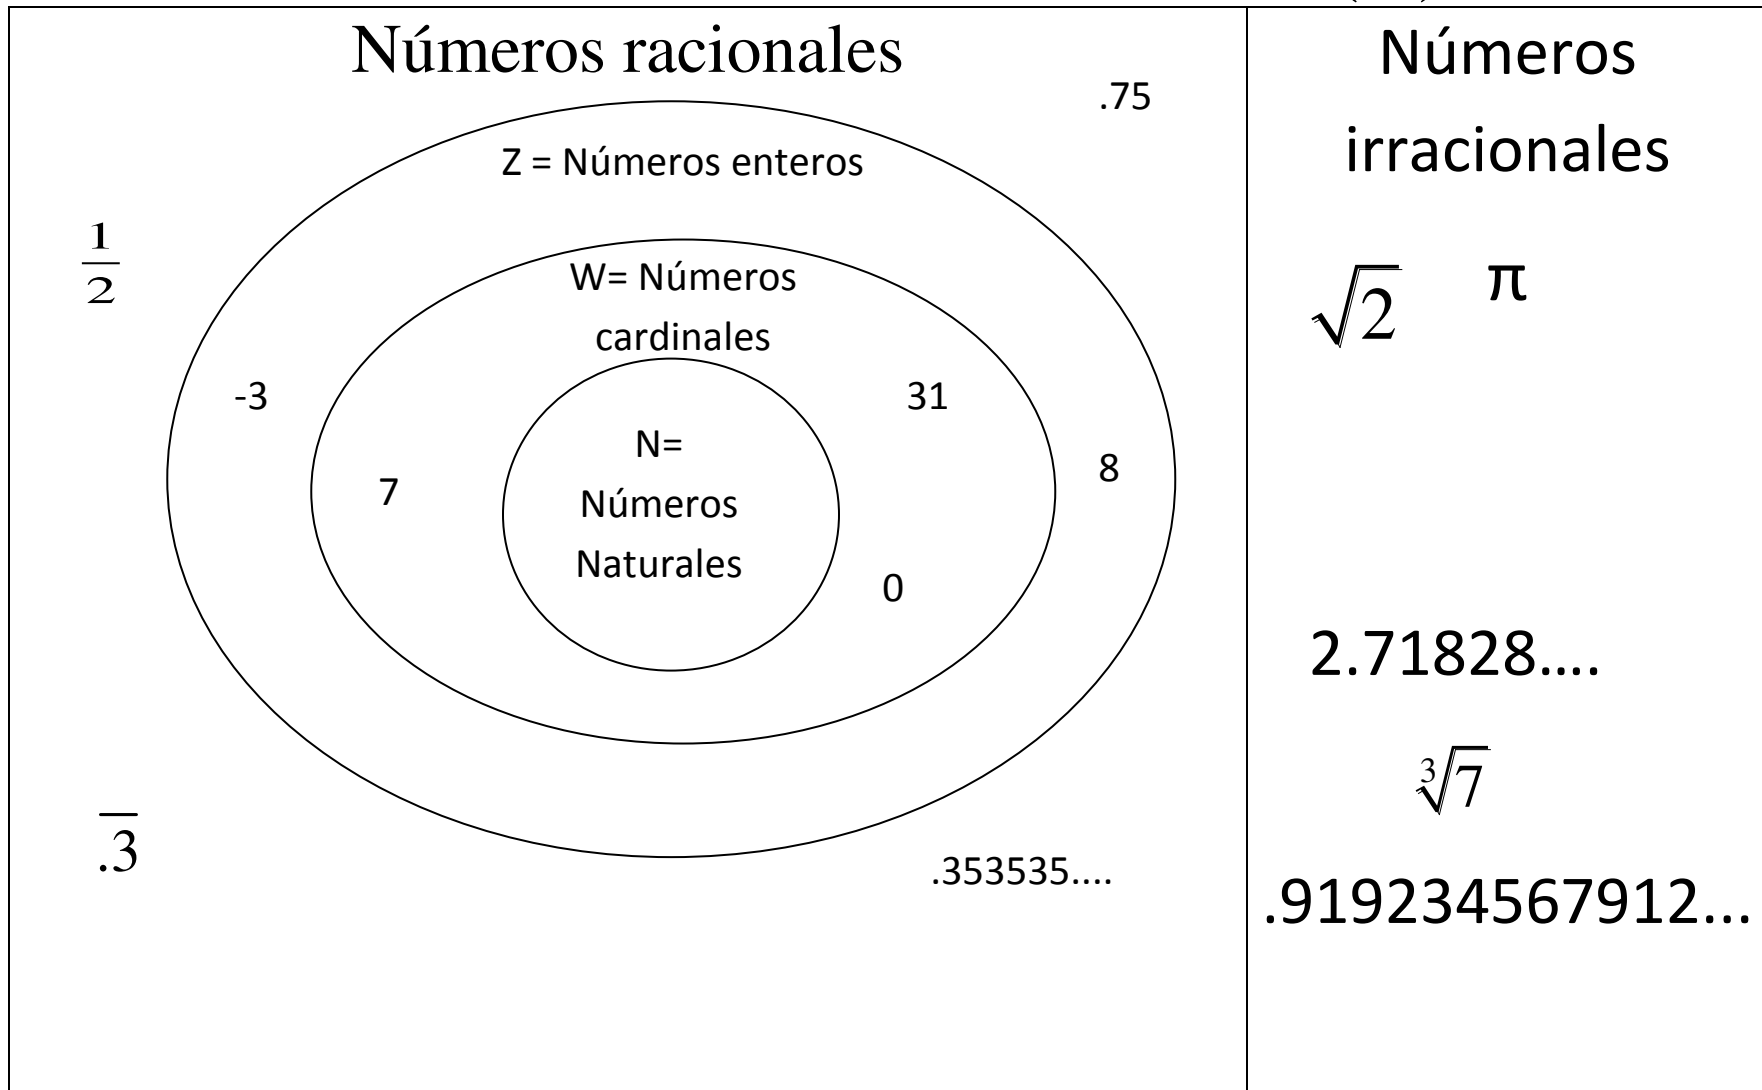 Números racionales
.75
Z = Números enteros
1/2
W= Números
cardinales
-3
31
N=
8
7
Números
Naturales
0
.3̅
.353535....
Números
irracionales
√2 π
2.71828....
∛7
.919234567912...